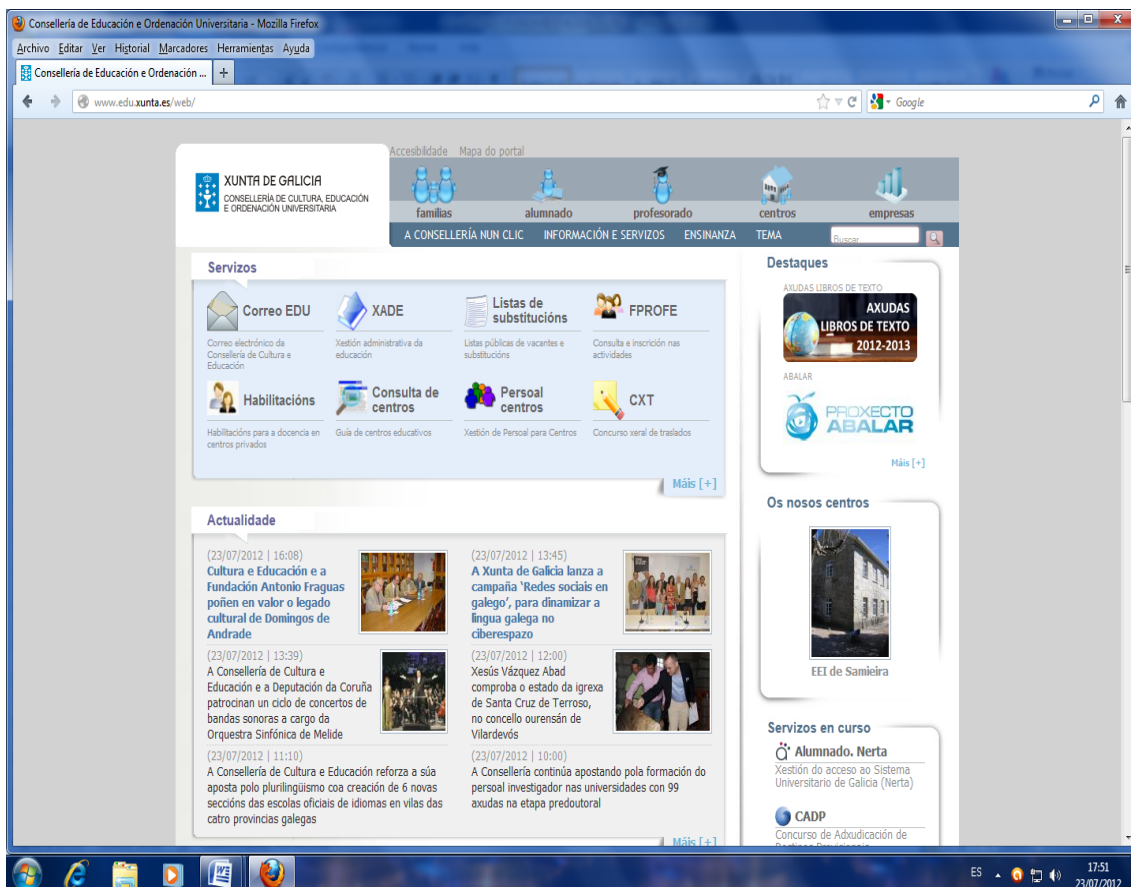 Consellería de Educación e Ordenación Universitaria - Mozilla Firefox
Archivo Editar Ver Historial Marcadores Herramientas Ayuda
Consellería de Educación e Ordenación ...
www.edu.xunta.es/web/
Google
Accesibilidade Mapa do portal
XUNTA DE GALICIA
CONSELLERÍA DE CULTURA, EDUCACIÓN
E ORDENACIÓN UNIVERSITARIA
familias alumnado profesorado centros empresas
A CONSELLERÍA NUN CLIC INFORMACIÓN E SERVIZOS ENSINANZA TEMA
Buscar
Servizos
Correo EDU
Correo electrónico da
Consellería de Cultura e
Educación
XADE
Xestión administrativa da
educación
Listas de
substitucións
Listas públicas de vacantes e
substitucións
FPROFE
Consulta e inscrición nas
actividades
Habilitacións
Habilitacións para a docencia en
centros privados
Consulta de
centros
Guía de centros educativos
Persoal
centros
Xestión de Persoal para Centros
CXT
Concurso xeral de traslados
Máis [+]
Actualidade
(23/07/2012 | 16:08)
Cultura e Educación e a
Fundación Antonio Fraguas
poñen en valor o legado
cultural de Domingos de
Andrade
(23/07/2012 | 13:45)
A Xunta de Galicia lanza a
campaña 'Redes sociais en
galego', para dinamizar a
lingua galega no
ciberespazo
(23/07/2012 | 13:39)
A Consellería de Cultura e
Educación e a Deputación da Coruña
patrocinan un ciclo de concertos de
bandas sonoras a cargo da
Orquestra Sinfónica de Melide
(23/07/2012 | 12:00)
Xesús Vázquez Abad
comproba o estado da igrexa
de Santa Cruz de Terroso,
no concello ourensán de
Vilardevós
(23/07/2012 | 11:10)
A Consellería de Cultura e Educación reforza a súa
aposta polo plurilingüismo coa creación de 6 novas
seccións das escolas oficiais de idiomas en vilas das
catro provincias galegas
(23/07/2012 | 10:00)
A Consellería continúa apostando pola formación do
persoal investigador nas universidades con 99
axudas na etapa predoutoral
Máis [+]
Destaques
AXUDAS LIBROS DE TEXTO
AXUDAS
LIBROS DE TEXTO
2012-2013
ABALAR
PROXECTO
ABALAR
Máis [+]
Os nosos centros
EEI de Samieira
Servizos en curso
Alumnado. Nerta
Xestión do acceso ao Sistema
Universitario de Galicia (Nerta)
CADP
Concurso de Adxudicación de
ES
17:51
23/07/2012